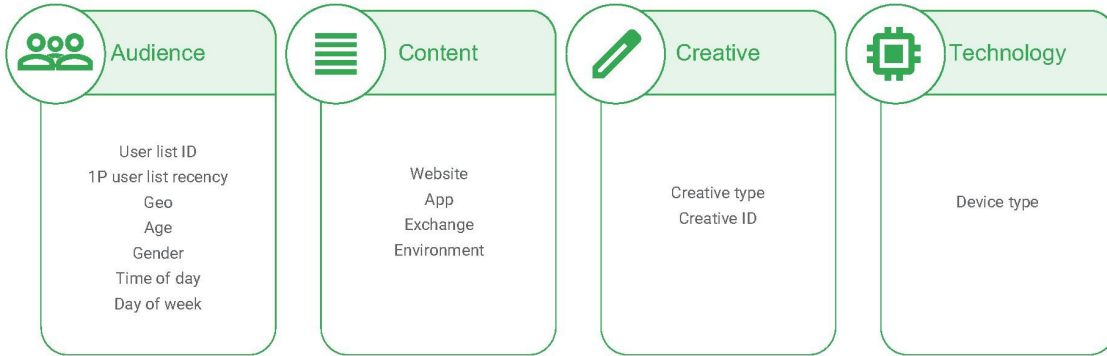 Audience
User list ID
1P user list recency
Geo
Age
Gender
Time of day
Day of week
Content
Website
App
Exchange
Environment
Creative
Creative type
Creative ID
Technology
Device type